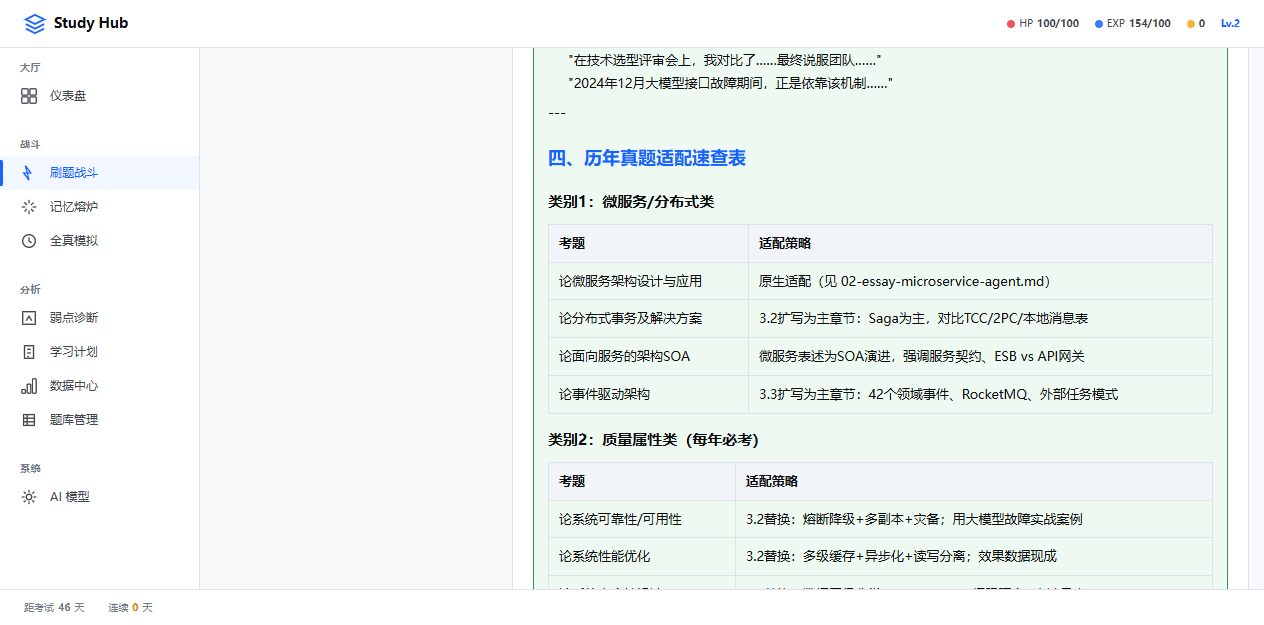 Study Hub
HP 100/100
EXP 154/100
0
Lv.2
大厅
仪表盘
战斗
刷题战斗
记忆熔炉
全真模拟
分析
弱点诊断
学习计划
数据中心
题库管理
系统
AI 模型
"在技术选型评审会上，我对比了……最终说服团队……"
"2024年12月大模型接口故障期间，正是依靠该机制……"
---
四、历年真题适配速查表
类别1：微服务/分布式类
考题 适配策略
论微服务架构设计与应用 原生适配（见 02-essay-microservice-agent.md）
论分布式事务及解决方案 3.2扩写为主章节：Saga为主，对比TCC/2PC/本地消息表
论面向服务的架构SOA 微服务表述为SOA演进，强调服务契约、ESB vs API网关
论事件驱动架构 3.3扩写为主章节：42个领域事件、RocketMQ、外部任务模式
类别2：质量属性类（每年必考）
考题 适配策略
论系统可靠性/可用性 3.2替换：熔断降级+多副本+灾备；用大模型故障实战案例
论系统性能优化 3.2替换：多级缓存+异步化+读写分离；效果数据现成
距考试 46 天
连续 0 天